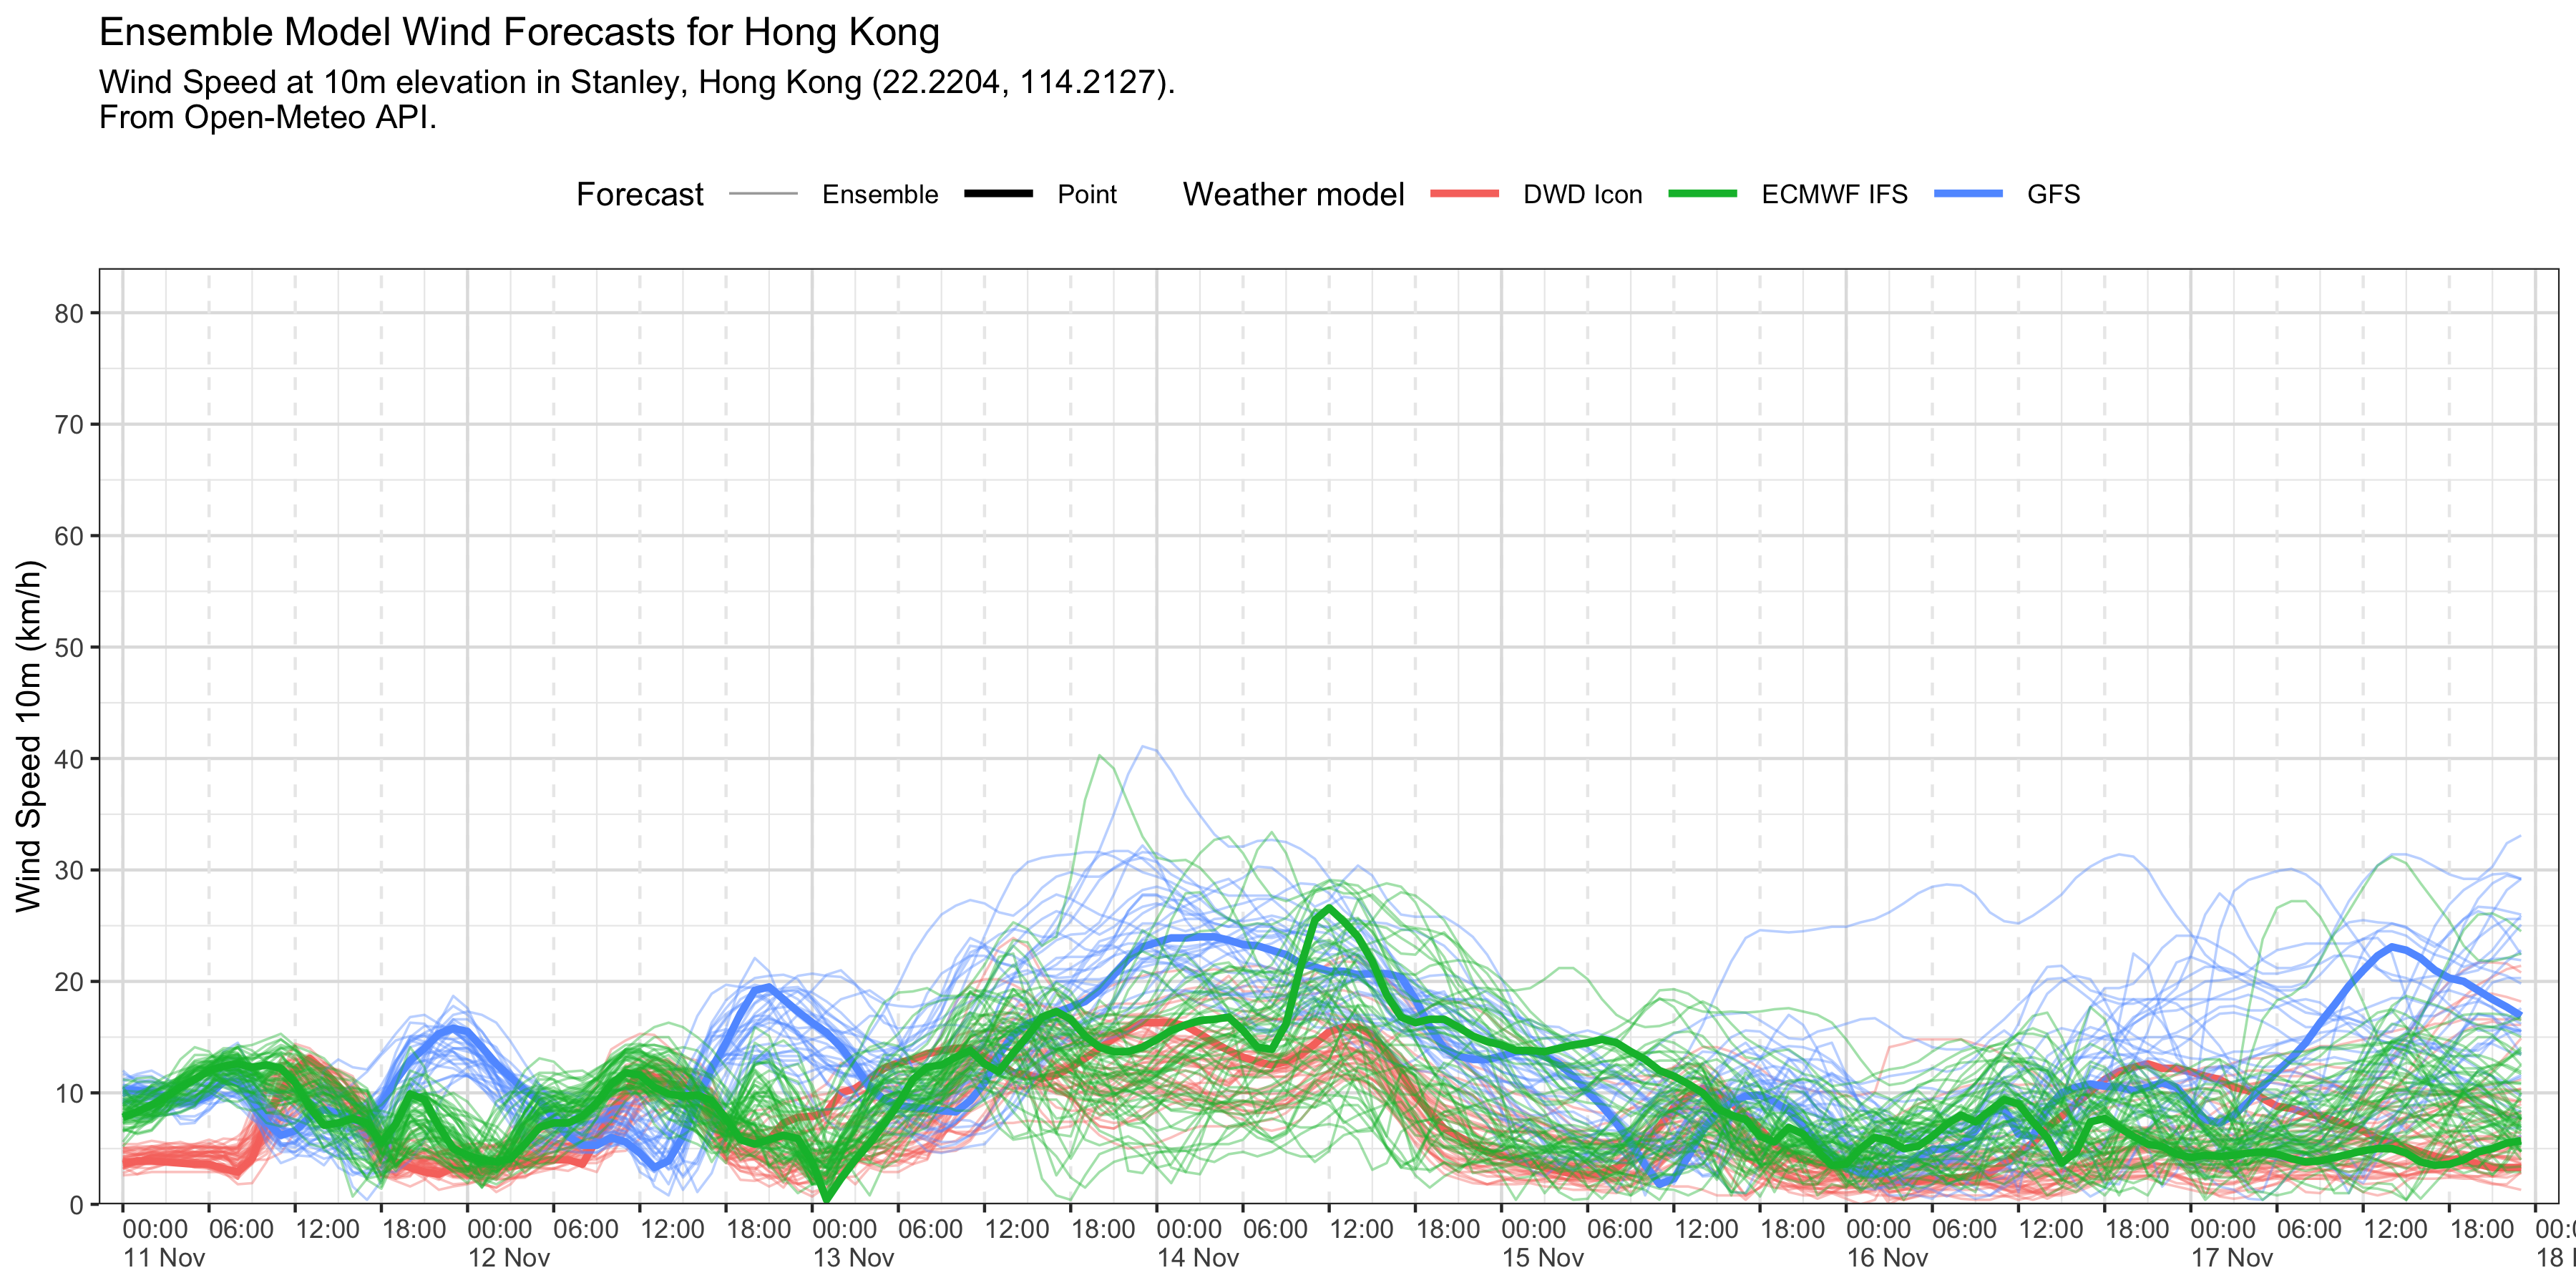 Ensemble Model Wind Forecasts for Hong Kong
Wind Speed at 10m elevation in Stanley, Hong Kong (22.2204, 114.2127).
From Open-Meteo API.
Forecast Ensemble Point Weather model DWD Icon ECMWF IFS GFS
Wind Speed 10m (km/h)
80
70
60
50
40
30
20
10
0
00:00 06:00 12:00 18:00 00:00 06:00 12:00 18:00 00:00 06:00 12:00 18:00 00:00 06:00 12:00 18:00 00:00 06:00 12:00 18:00 00:00 06:00 12:00 18:00 00:00 06:00 12:00 18:00
11 Nov 12 Nov 13 Nov 14 Nov 15 Nov 16 Nov 17 Nov 18